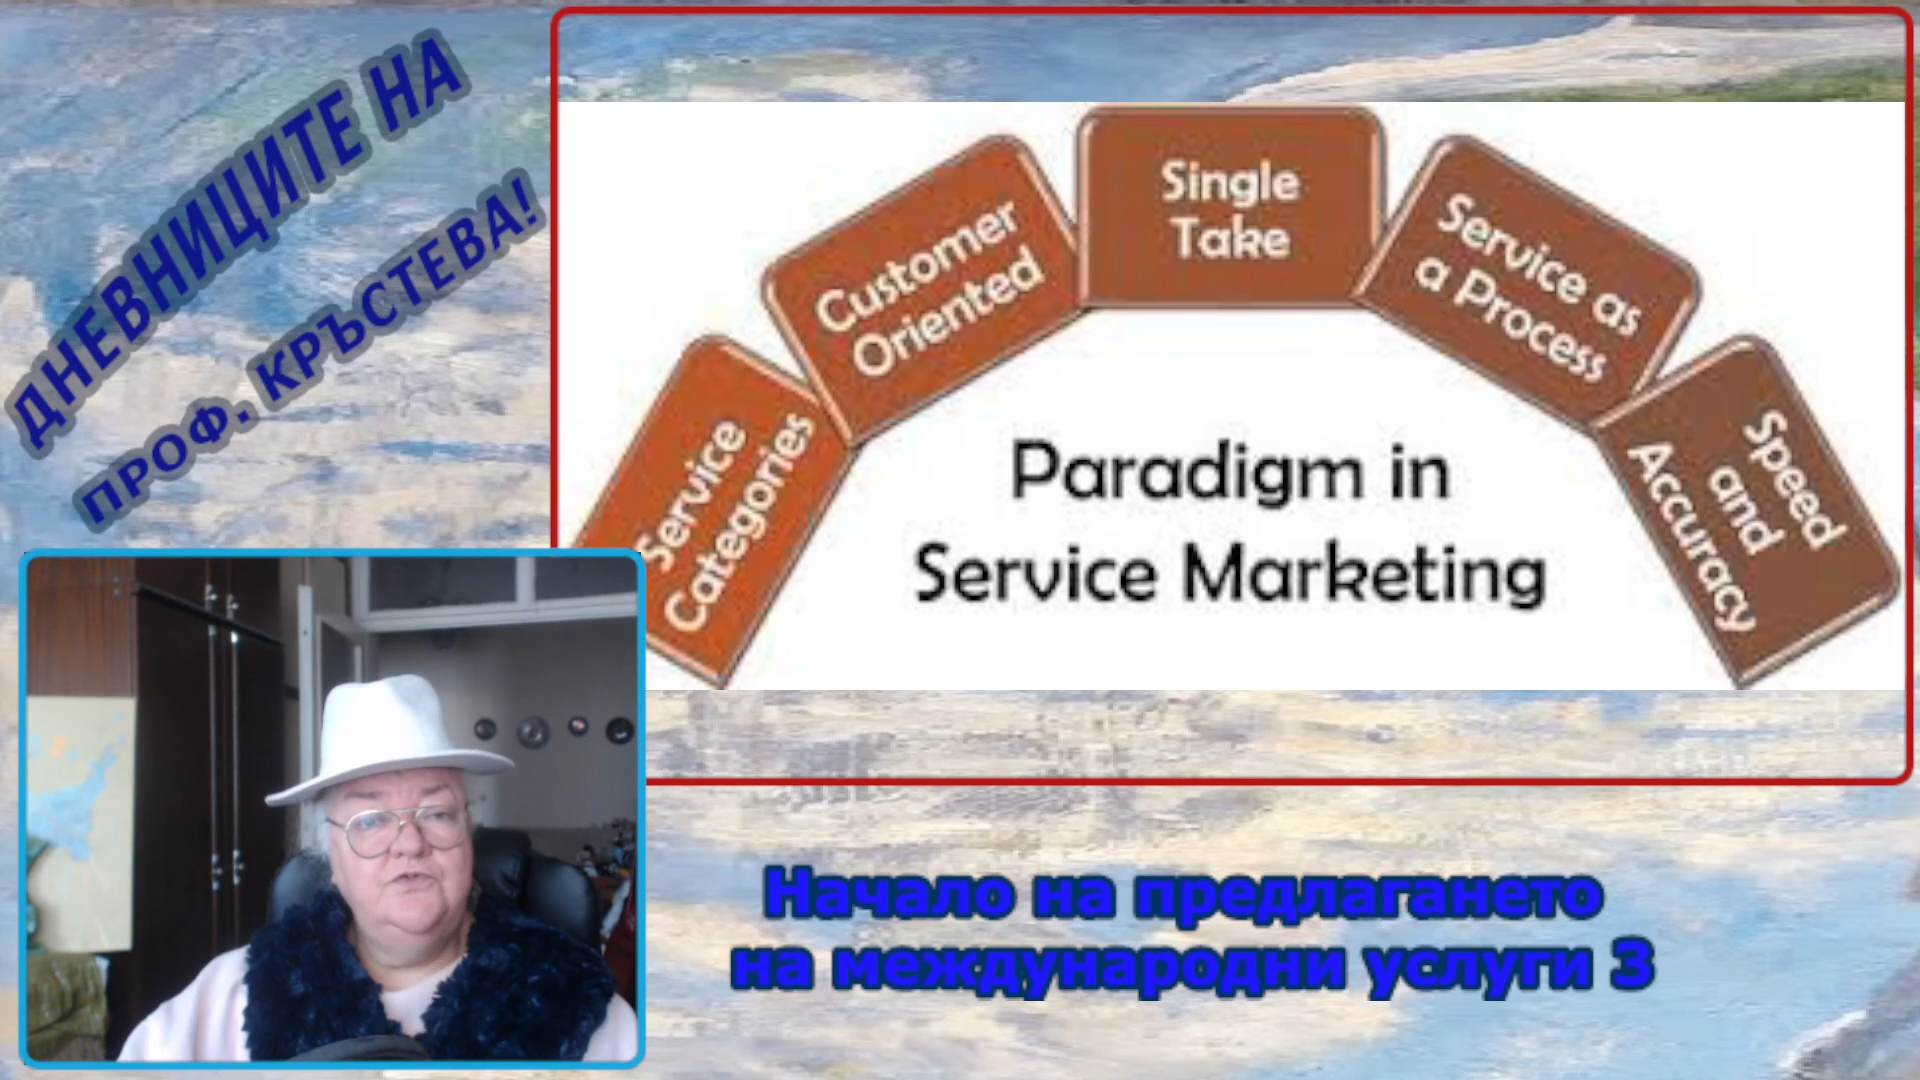 ДНЕВНИЦИТЕ НА
ПРОФ. КРЪСТЕВА!
Service
Categories
Customer
Oriented
Single
Take
Service as
a Process
Speed
and
Accuracy
Paradigm in
Service Marketing
Начало на предлагането
на международни услуги 3